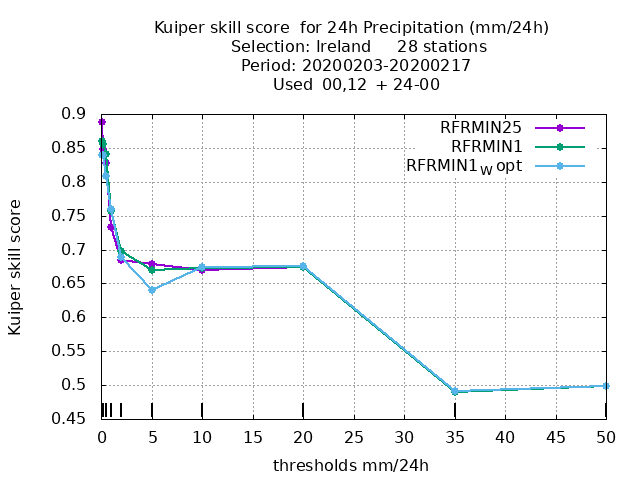 Kuiper skill score  for 24h Precipitation (mm/24h)
Selection: Ireland     28 stations
Period: 20200203-20200217
Used  00,12  + 24-00
RFRMIN25
RFRMIN1
RFRMIN1W opt
0.9
0.85
0.8
0.75
0.7
0.65
0.6
0.55
0.5
0.45
Kuiper skill score
0 5 10 15 20 25 30 35 40 45 50
thresholds mm/24h